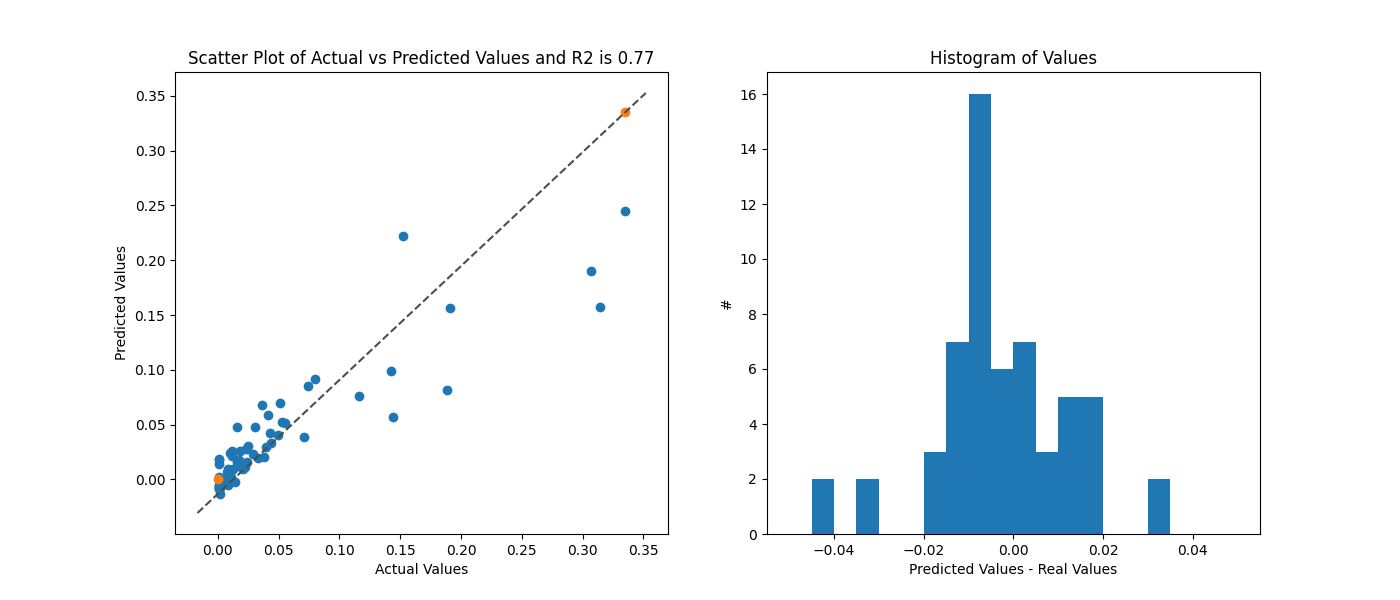 Scatter Plot of Actual vs Predicted Values and R2 is 0.77
0.35
0.30
0.25
0.20
0.15
0.10
0.05
0.00
Predicted Values
0.00 0.05 0.10 0.15 0.20 0.25 0.30 0.35
Actual Values
Histogram of Values
16
14
12
10
8
6
4
2
0
#
−0.04 −0.02 0.00 0.02 0.04
Predicted Values - Real Values